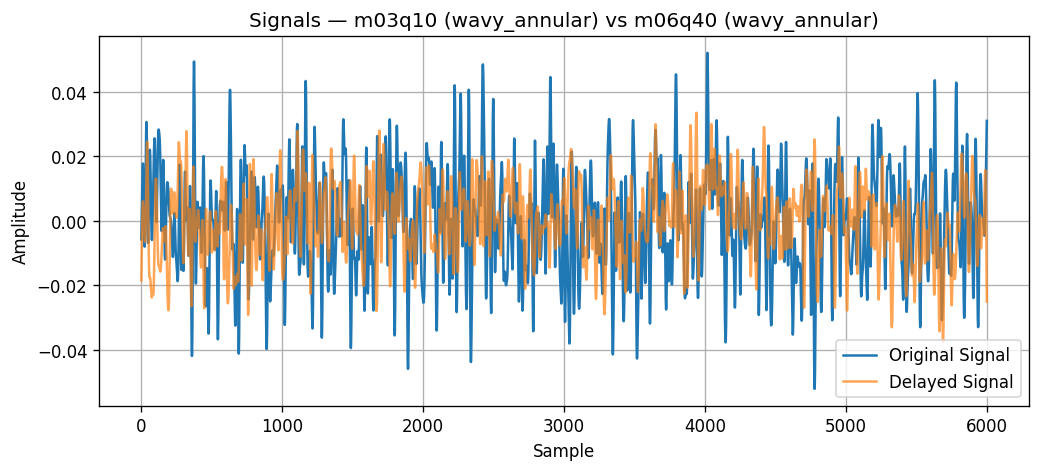 Signals — m03q10 (wavy_annular) vs m06q40 (wavy_annular)
Amplitude
0.04
0.02
0.00
−0.02
−0.04
0 1000 2000 3000 4000 5000 6000
Sample
Original Signal
Delayed Signal